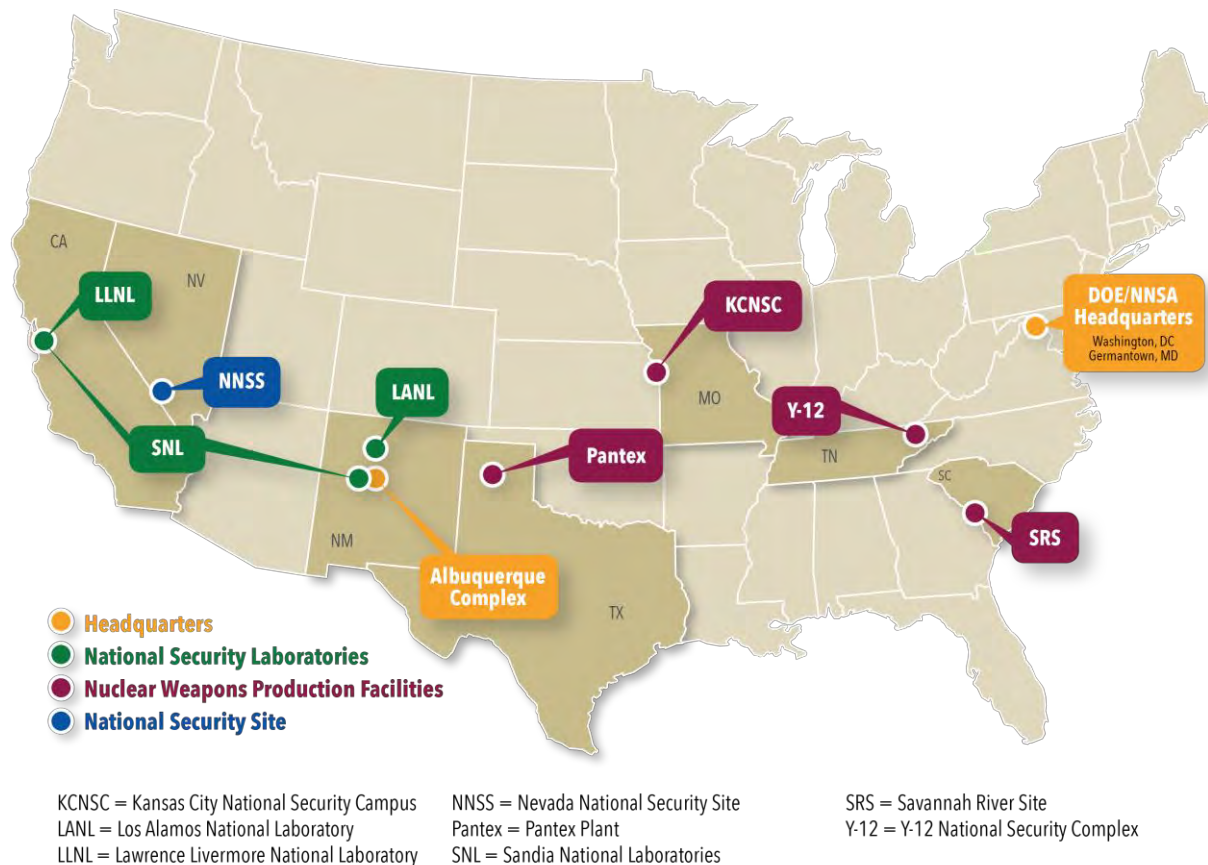 CA
NV
LLNL
NNSS
SNL
LANL
KCNSC
MO
DOE/NNSA
Headquarters
Washington, DC
Germantown, MD
Y-12
TN
Pantex
SC
SRS
NM
Albuquerque
Complex
TX
Headquarters
National Security Laboratories
Nuclear Weapons Production Facilities
National Security Site
KCNSC = Kansas City National Security Campus
LANL = Los Alamos National Laboratory
LLNL = Lawrence Livermore National Laboratory
NNSS = Nevada National Security Site
Pantex = Pantex Plant
SNL = Sandia National Laboratories
SRS = Savannah River Site
Y-12 = Y-12 National Security Complex